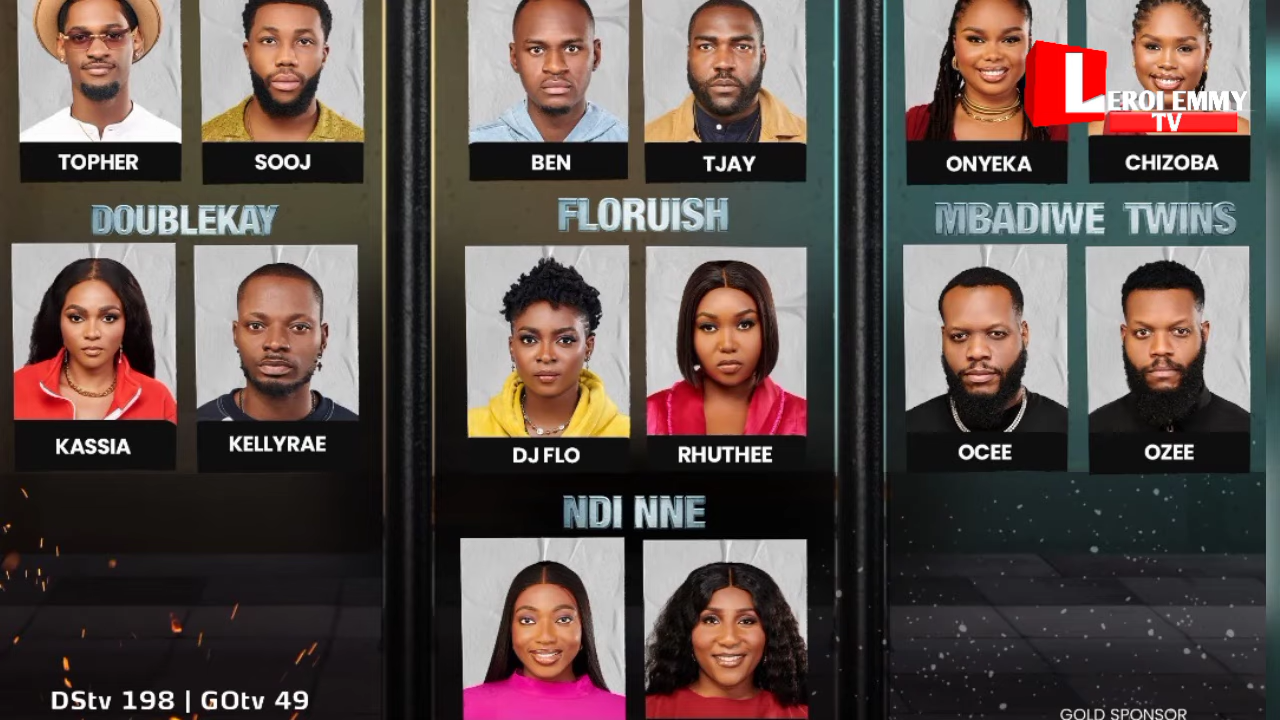 TOPHER
SOOJ
BEN
TJAY
ONYEKA
CHIZOBA
LEROI EMMY
TV
DOUBLEKAY
FLORUISH
MBADIWE TWINS
KASSIA
KELLYRAE
DJ FLO
RHUTHEE
OCEE
OZEE
NDI NNE
DStv 198 | GOtv 49
GOLD SPONSOR